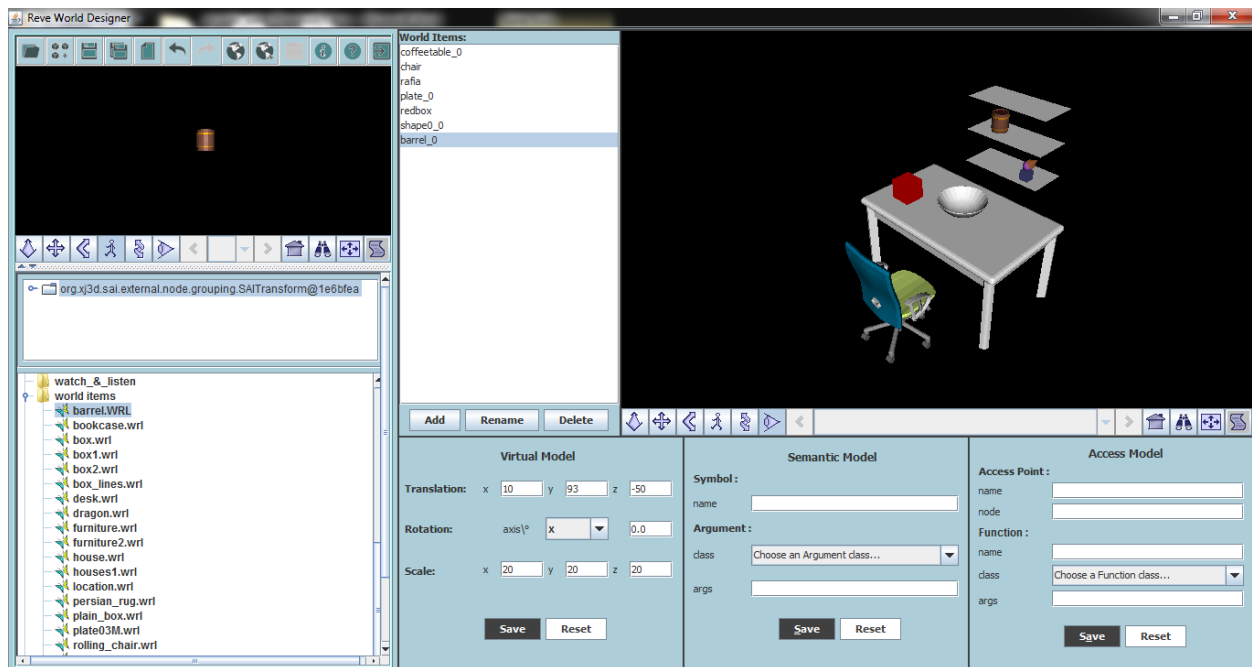 Reve World Designer
World Items:
coffeetable_0
chair
rafia
plate_0
redbox
shape0_0
barrel_0
org.xj3d.sai.external.node.grouping.SAITransform@1e6bfea
watch_&_listen
world items
barrel.WRL
bookcase.wrl
box.wrl
box1.wrl
box2.wrl
box_lines.wrl
desk.wrl
dragon.wrl
furniture.wrl
furniture2.wrl
house.wrl
houses1.wrl
location.wrl
persian_rug.wrl
plain_box.wrl
plate03M.wrl
rolling_chair.wrl
Add Rename Delete
Virtual Model
Translation: x 10 y 93 z -50
Rotation: axis\° x 0.0
Scale: x 20 y 20 z 20
Save Reset
Semantic Model
Symbol :
name
Argument :
class Choose an Argument class...
args
Save Reset
Access Model
Access Point :
name
node
Function :
name
class Choose a Function class...
args
Save Reset